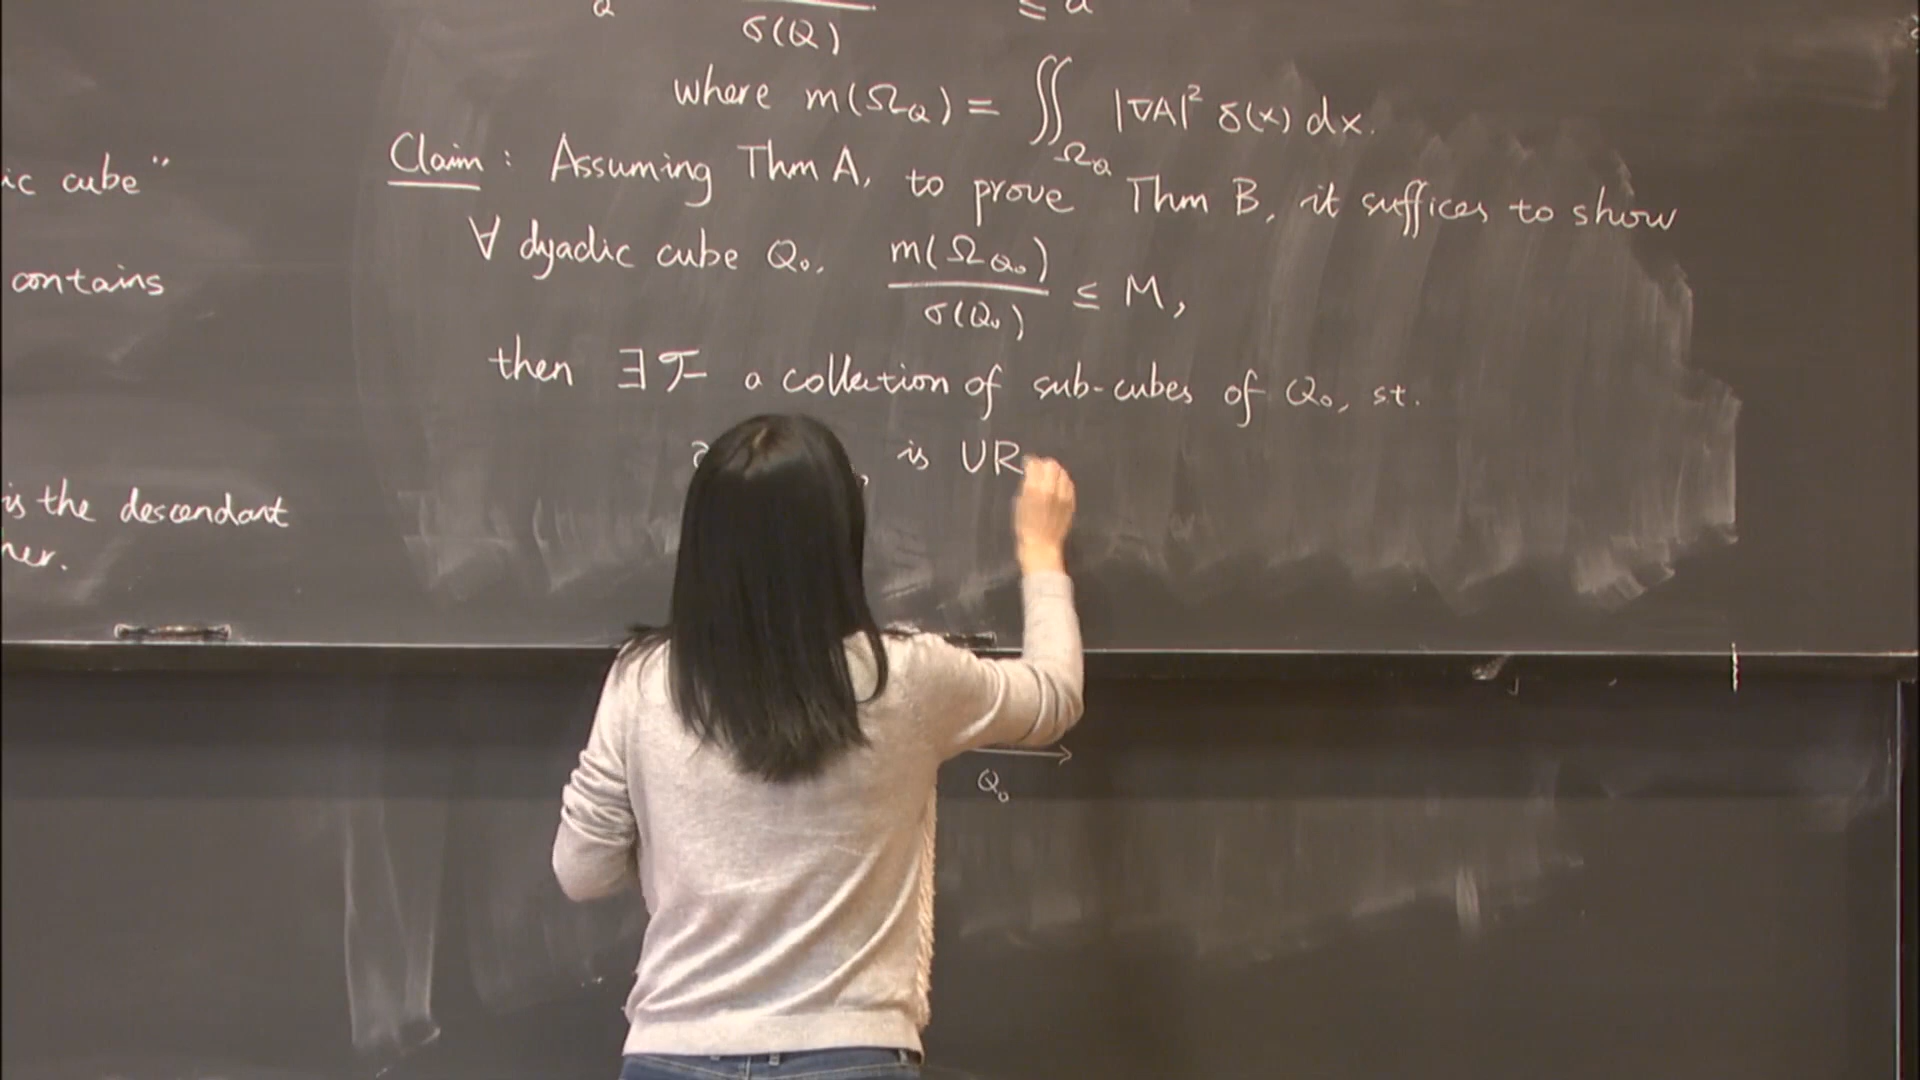 σ(Q)
where m(Ω_Q) = ∬_{Ω_Q} |∇A|² δ(x) dx.
Claim : Assuming Thm A, to prove Thm B, it suffices to show
∀ dyadic cube Q₀, m(Ω_{Q₀}) / σ(Q₀) ≤ M,
then ∃ ℱ a collection of sub-cubes of Q₀, st.
is UR
Q₀
ic cube"
contains
is the descendant
her.